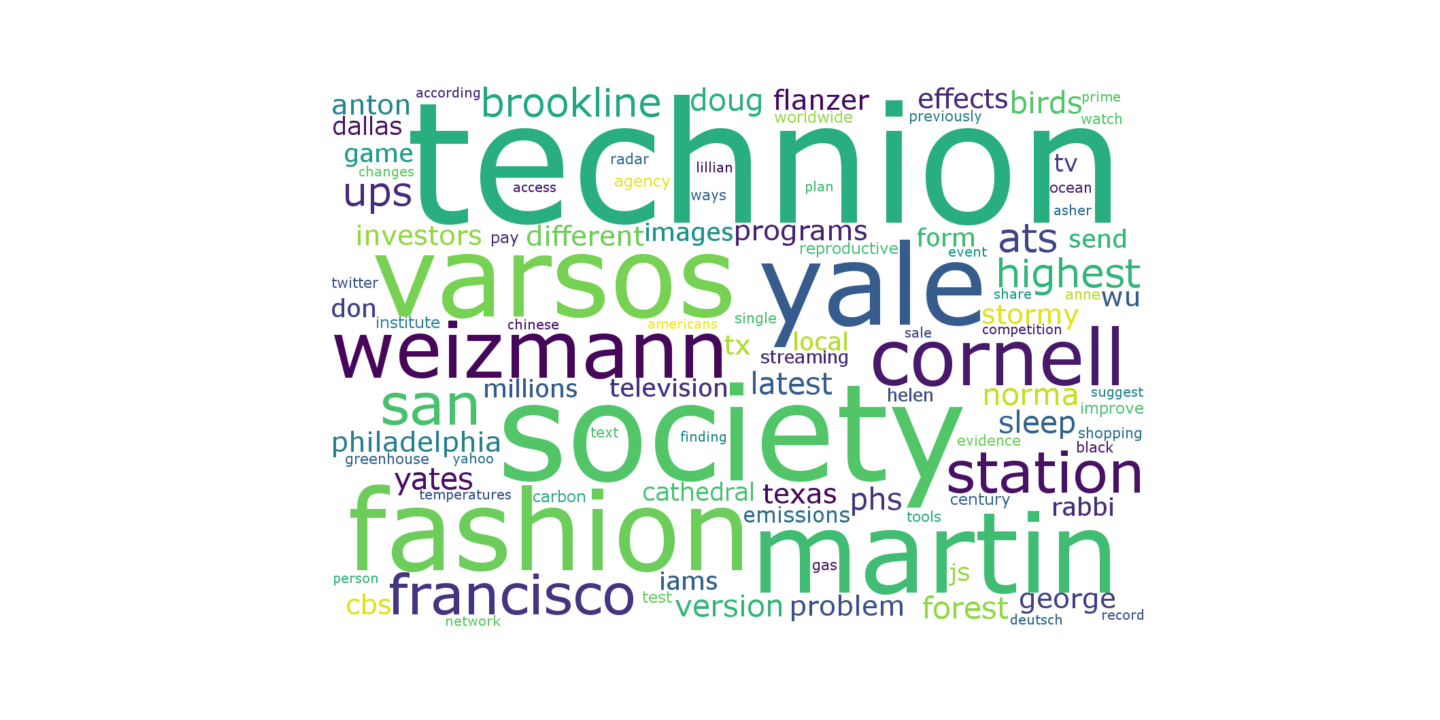 according
anton
brookline
doug
flanzer
effects
birds
prime
worldwide
previously
watch
dallas
technion
game
changes
radar
lillian
tv
ups
access
agency
ways
plan
ocean
asher
investors
pay
different
images
programs
reproductive
form
event
ats
send
varsos
yale
highest
twitter
don
share
anne
wu
institute
chinese
americans
single
stormy
weizmann
tx
local
streaming
sale
competition
cornell
millions
television
latest
helen
norma
suggest
san
society
improve
sleep
shopping
philadelphia
text
finding
evidence
black
greenhouse
yahoo
station
yates
temperatures
carbon
cathedral
texas
phs
century
rabbi
fashion
emissions
tools
martin
person
francisco
iams
gas
js
cbs
test
version
problem
forest
george
network
deutsch
record